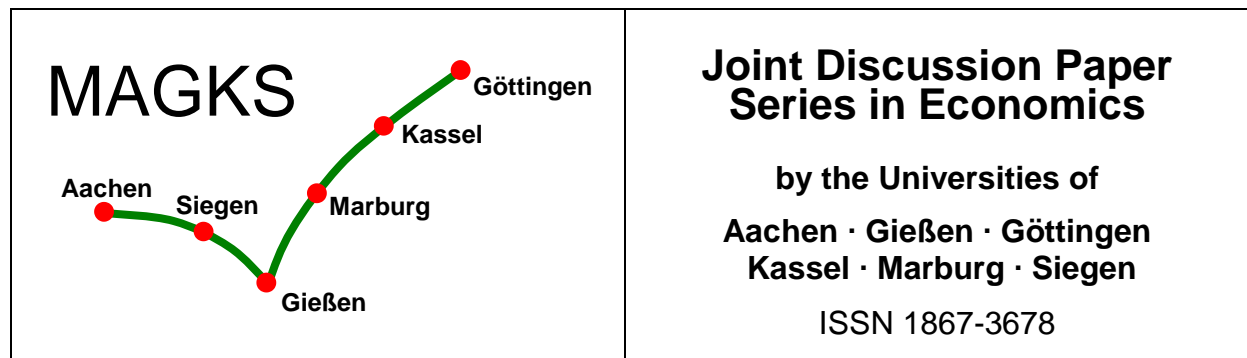 MAGKS
Göttingen
Kassel
Aachen
Siegen
Marburg
Gießen
Joint Discussion Paper
Series in Economics
by the Universities of
Aachen · Gießen · Göttingen
Kassel · Marburg · Siegen
ISSN 1867-3678